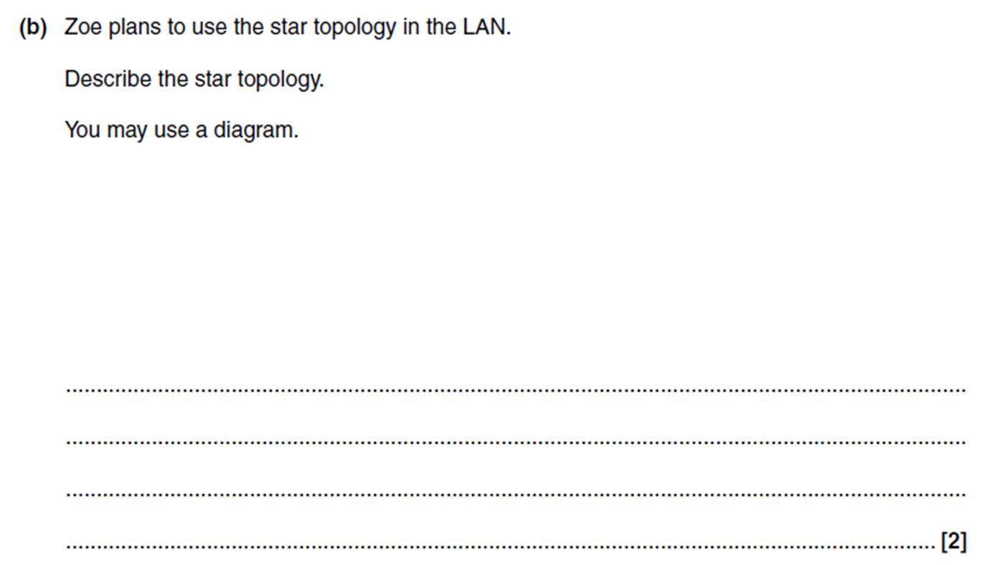 (b) Zoe plans to use the star topology in the LAN.
Describe the star topology.
You may use a diagram.
..........................................................................................................................................................
..........................................................................................................................................................
..........................................................................................................................................................
..................................................................................................................................................... [2]